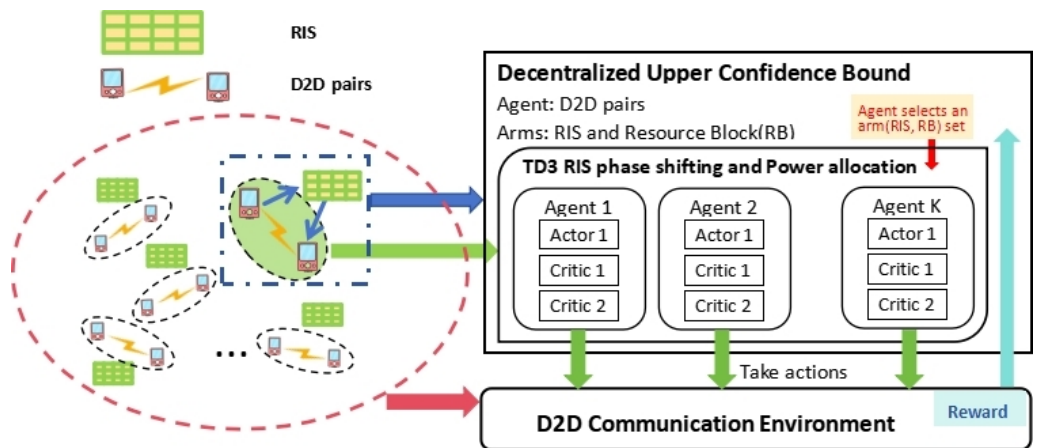 RIS
D2D pairs
Decentralized Upper Confidence Bound
Agent: D2D pairs
Arms: RIS and Resource Block(RB)
Agent selects an
arm(RIS, RB) set
TD3 RIS phase shifting and Power allocation
Agent 1
Actor 1
Critic 1
Critic 2
Agent 2
Actor 1
Critic 1
Critic 2
Agent K
Actor 1
Critic 1
Critic 2
...
Take actions
D2D Communication Environment
Reward